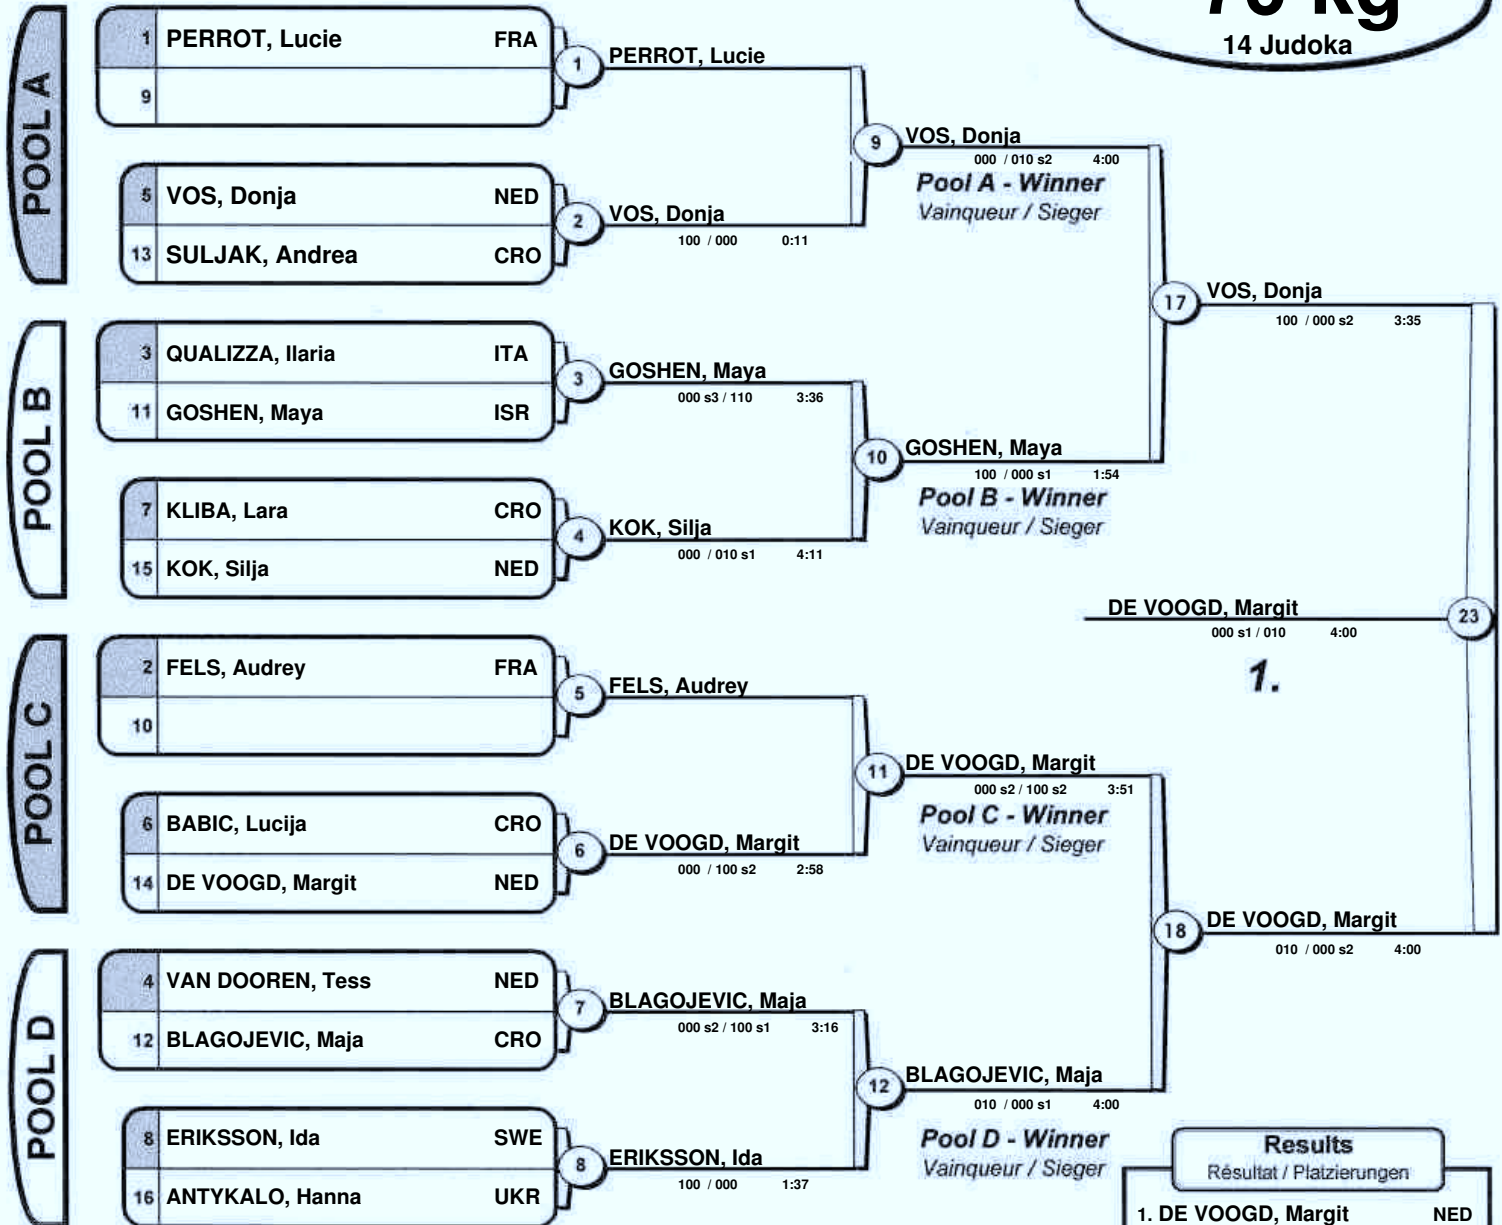 70 kg
14 Judoka
POOL A
1 PERROT, Lucie FRA
9
1 PERROT, Lucie
5 VOS, Donja NED
13 SULJAK, Andrea CRO
2 VOS, Donja
100 / 000 0:11
9 VOS, Donja
000 / 010 s2 4:00
Pool A - Winner
Vainqueur / Sieger
17 VOS, Donja
100 / 000 s2 3:35
POOL B
3 QUALIZZA, Ilaria ITA
11 GOSHEN, Maya ISR
3 GOSHEN, Maya
000 s3 / 110 3:36
7 KLIBA, Lara CRO
15 KOK, Silja NED
4 KOK, Silja
000 / 010 s1 4:11
10 GOSHEN, Maya
100 / 000 s1 1:54
Pool B - Winner
Vainqueur / Sieger
DE VOOGD, Margit 23
000 s1 / 010 4:00
1.
POOL C
2 FELS, Audrey FRA
10
5 FELS, Audrey
6 BABIC, Lucija CRO
14 DE VOOGD, Margit NED
6 DE VOOGD, Margit
000 / 100 s2 2:58
11 DE VOOGD, Margit
000 s2 / 100 s2 3:51
Pool C - Winner
Vainqueur / Sieger
18 DE VOOGD, Margit
010 / 000 s2 4:00
POOL D
4 VAN DOOREN, Tess NED
12 BLAGOJEVIC, Maja CRO
7 BLAGOJEVIC, Maja
000 s2 / 100 s1 3:16
8 ERIKSSON, Ida SWE
16 ANTYKALO, Hanna UKR
8 ERIKSSON, Ida
100 / 000 1:37
12 BLAGOJEVIC, Maja
010 / 000 s1 4:00
Pool D - Winner
Vainqueur / Sieger
Results
Résultat / Platzierungen
1. DE VOOGD, Margit NED